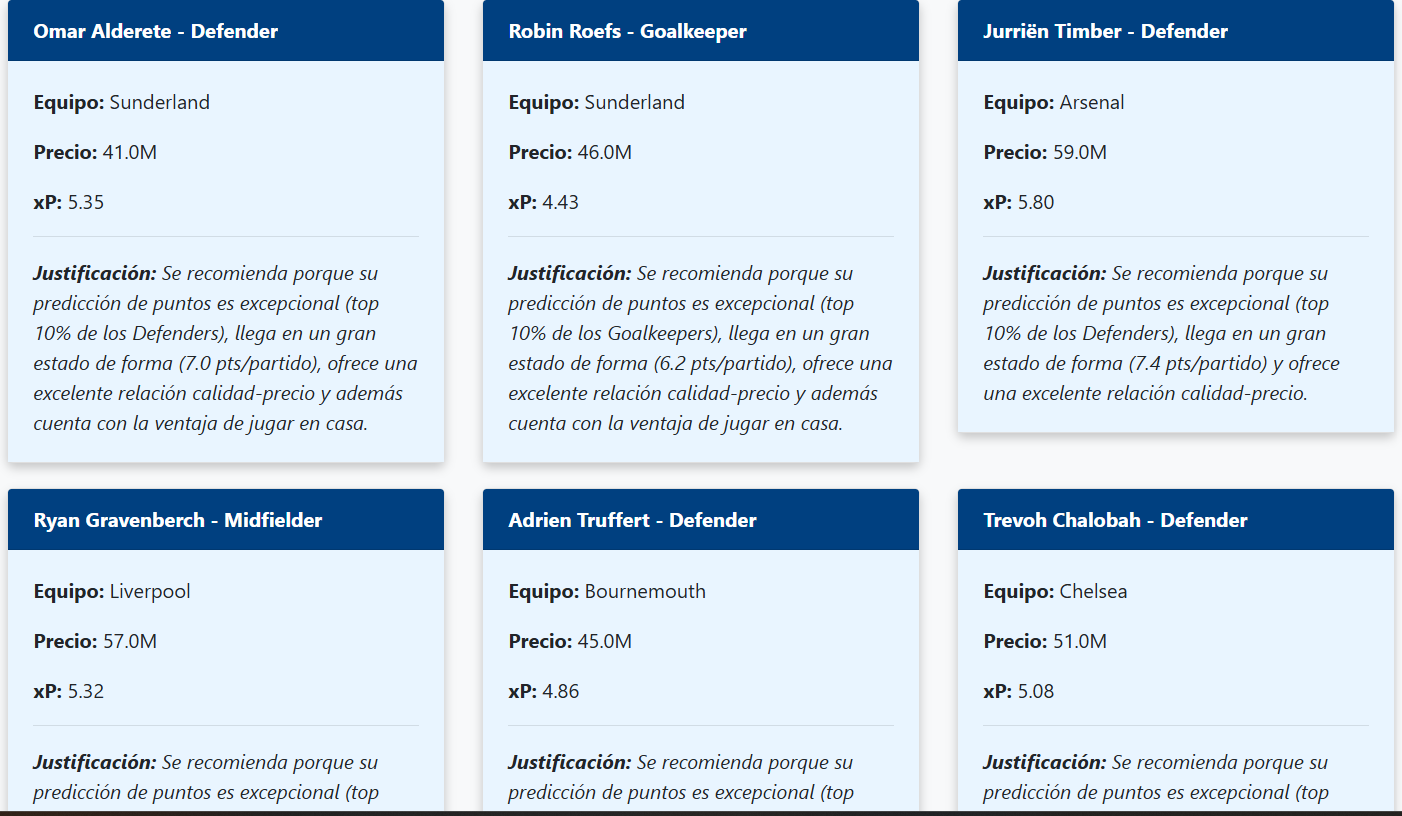 Omar Alderete - Defender
Equipo: Sunderland
Precio: 41.0M
xP: 5.35
Justificación: Se recomienda porque su
predicción de puntos es excepcional (top
10% de los Defenders), llega en un gran
estado de forma (7.0 pts/partido), ofrece una
excelente relación calidad-precio y además
cuenta con la ventaja de jugar en casa.
Robin Roefs - Goalkeeper
Equipo: Sunderland
Precio: 46.0M
xP: 4.43
Justificación: Se recomienda porque su
predicción de puntos es excepcional (top
10% de los Goalkeepers), llega en un gran
estado de forma (6.2 pts/partido), ofrece una
excelente relación calidad-precio y además
cuenta con la ventaja de jugar en casa.
Jurriën Timber - Defender
Equipo: Arsenal
Precio: 59.0M
xP: 5.80
Justificación: Se recomienda porque su
predicción de puntos es excepcional (top
10% de los Defenders), llega en un gran
estado de forma (7.4 pts/partido) y ofrece
una excelente relación calidad-precio.
Ryan Gravenberch - Midfielder
Equipo: Liverpool
Precio: 57.0M
xP: 5.32
Justificación: Se recomienda porque su
predicción de puntos es excepcional (top
Adrien Truffert - Defender
Equipo: Bournemouth
Precio: 45.0M
xP: 4.86
Justificación: Se recomienda porque su
predicción de puntos es excepcional (top
Trevoh Chalobah - Defender
Equipo: Chelsea
Precio: 51.0M
xP: 5.08
Justificación: Se recomienda porque su
predicción de puntos es excepcional (top